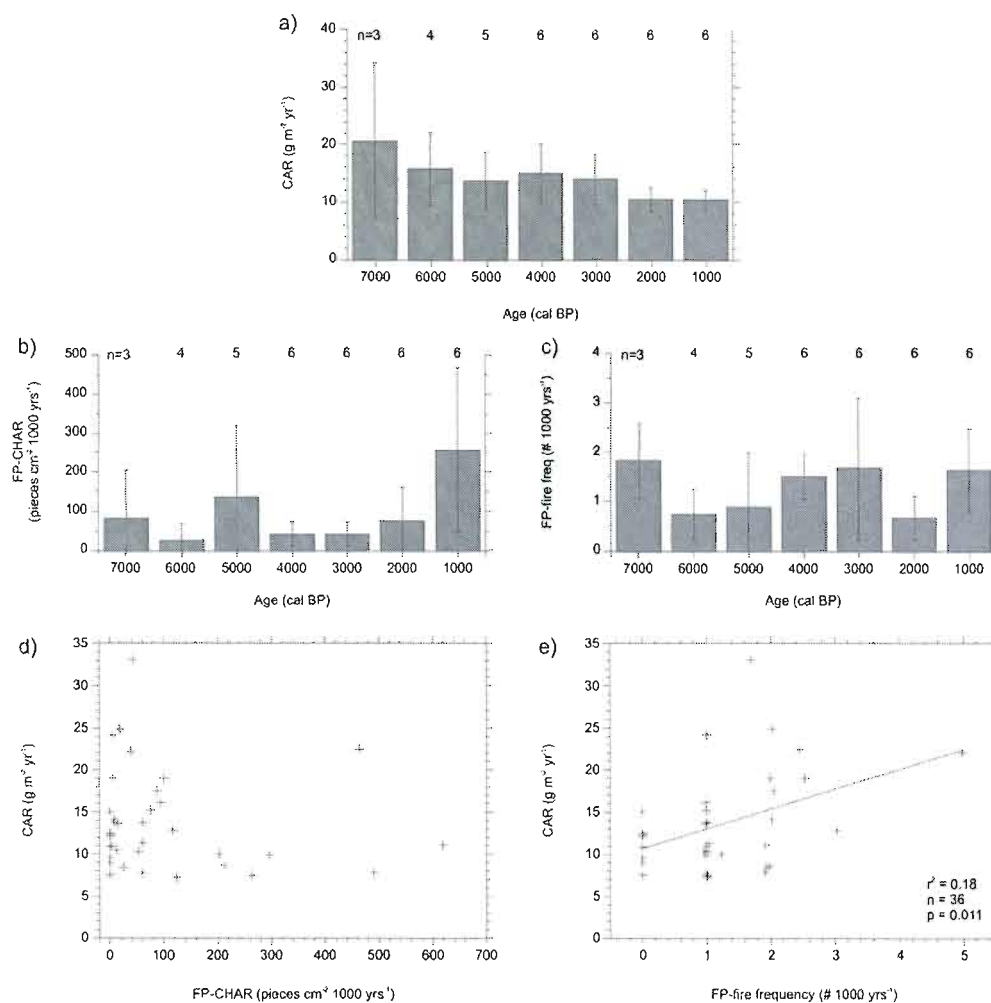 a)
n=3 4 5 6 6 6 6
40
30
20
10
0
CAR (g m⁻² yr⁻¹)
7000 6000 5000 4000 3000 2000 1000
Age (cal BP)
b)
n=3 4 5 6 6 6 6
500
400
300
200
100
0
FP-CHAR
(pieces cm⁻² 1000 yrs⁻¹)
7000 6000 5000 4000 3000 2000 1000
Age (cal BP)
c)
n=3 4 5 6 6 6 6
4
3
2
1
0
FP-fire freq (# 1000 yrs⁻¹)
7000 6000 5000 4000 3000 2000 1000
Age (cal BP)
d)
35
30
25
20
15
10
5
0
CAR (g m⁻² yr⁻¹)
0 100 200 300 400 500 600 700
FP-CHAR (pieces cm⁻² 1000 yrs⁻¹)
e)
35
30
25
20
15
10
5
0
CAR (g m⁻² yr⁻¹)
r² = 0.18
n = 36
p = 0.011
0 1 2 3 4 5
FP-fire frequency (# 1000 yrs⁻¹)